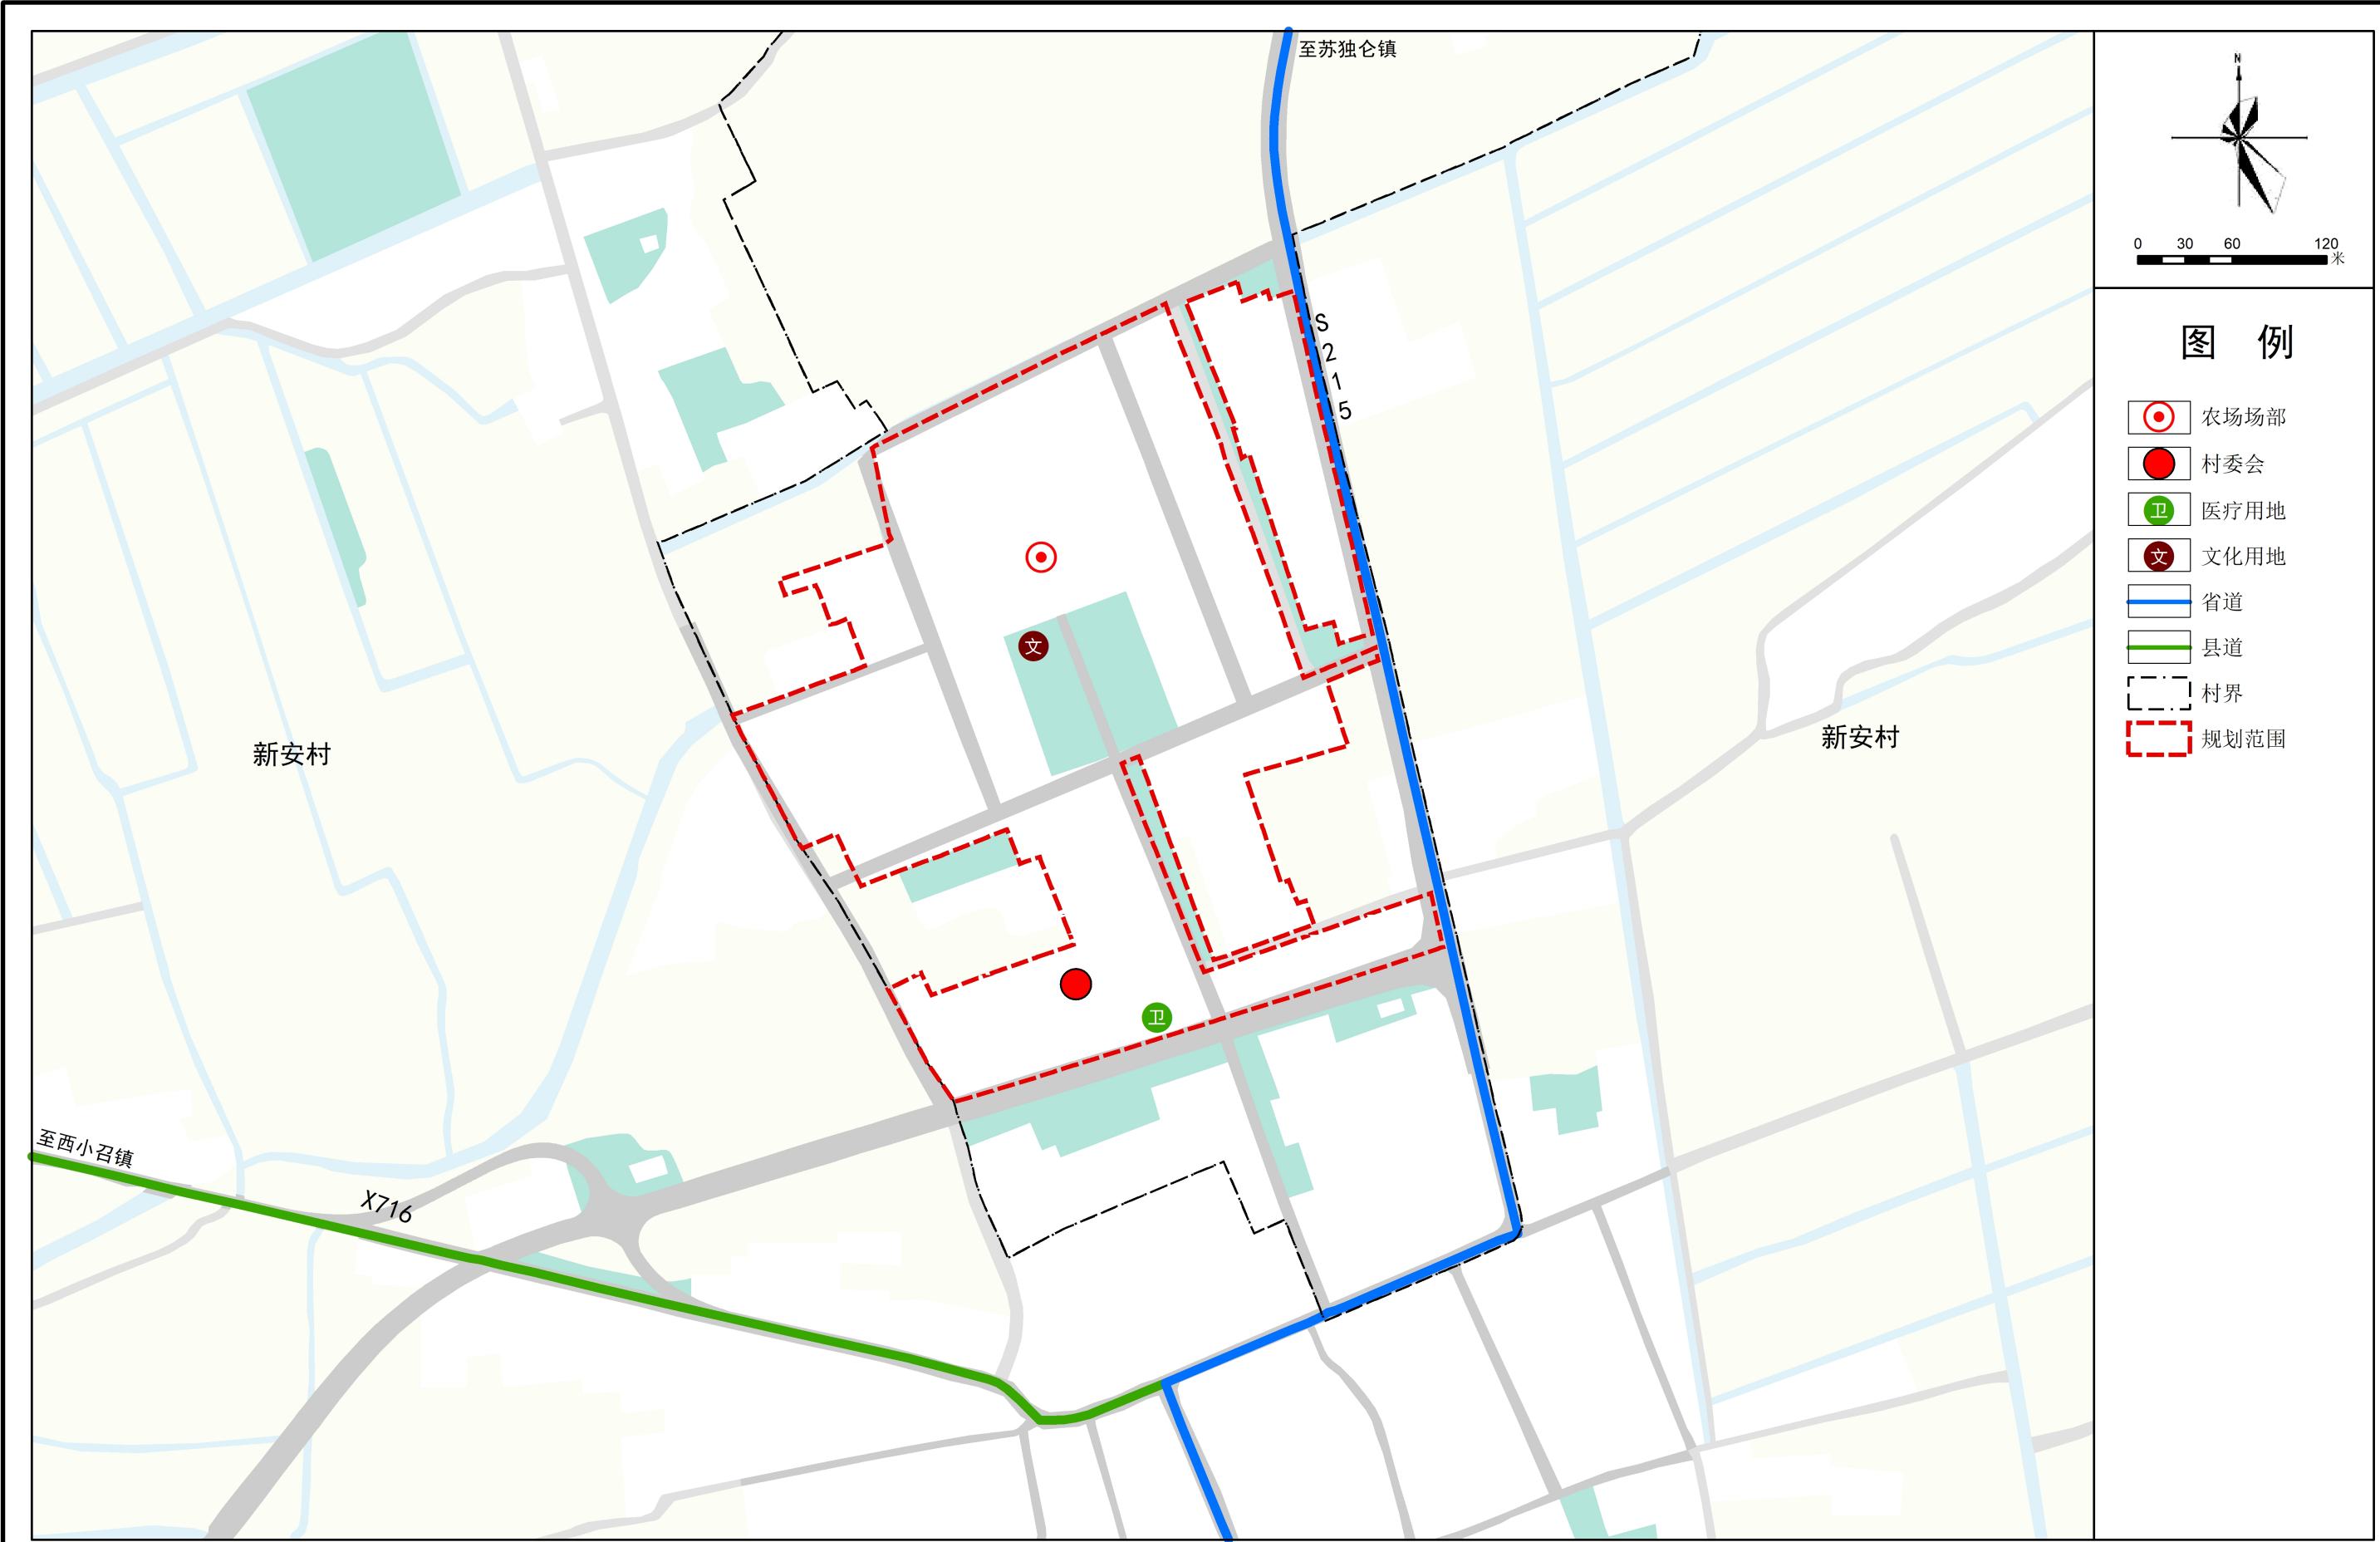 至苏独仑镇
S
2
1
5
新安村
新安村
至西小召镇
X716
N
0 30 60 120
米
图 例
农场场部
村委会
卫 医疗用地
文 文化用地
省道
县道
村界
规划范围
文
卫